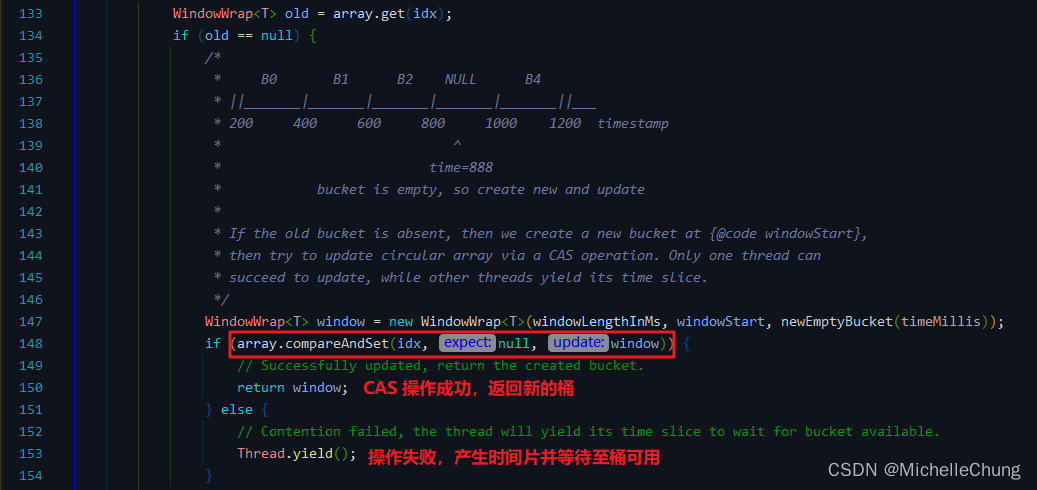 133 WindowWrap<T> old = array.get(idx);
134 if (old == null) {
135 /*
136 * B0 B1 B2 NULL B4
137 * ||_______|_______|_______|_______|_______||___
138 * 200 400 600 800 1000 1200 timestamp
139 * ^
140 * time=888
141 * bucket is empty, so create new and update
142 *
143 * If the old bucket is absent, then we create a new bucket at {@code windowStart},
144 * then try to update circular array via a CAS operation. Only one thread can
145 * succeed to update, while other threads yield its time slice.
146 */
147 WindowWrap<T> window = new WindowWrap<T>(windowLengthInMs, windowStart, newEmptyBucket(timeMillis));
148 if (array.compareAndSet(idx, expect: null, update: window)) {
149 // Successfully updated, return the created bucket.
150 return window; CAS 操作成功，返回新的桶
151 } else {
152 // Contention failed, the thread will yield its time slice to wait for bucket available.
153 Thread.yield(); 操作失败，产生时间片并等待至桶可用
154 }
CSDN @MichelleChung